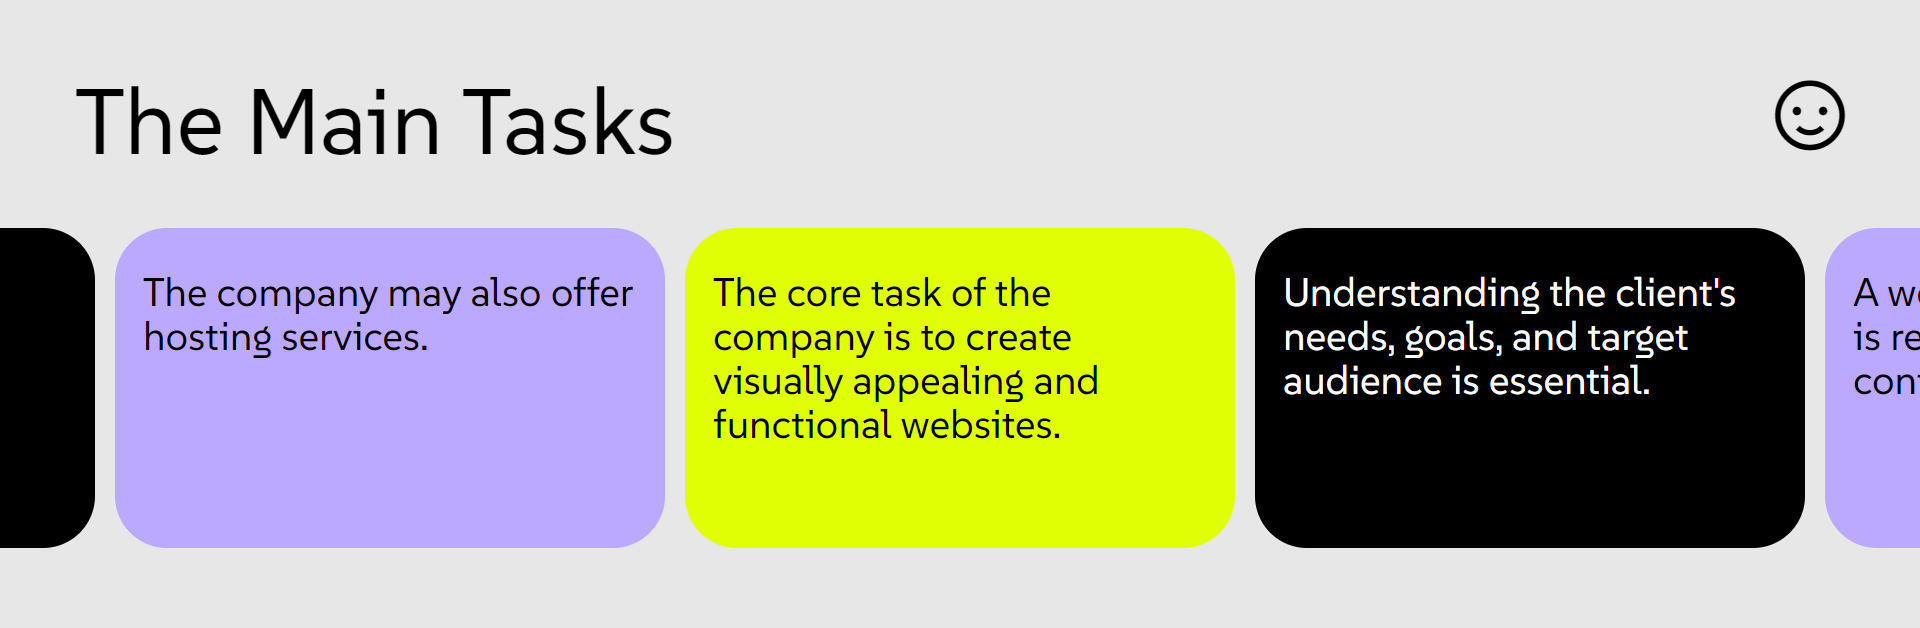 The Main Tasks
The company may also offer
hosting services.
The core task of the
company is to create
visually appealing and
functional websites.
Understanding the client's
needs, goals, and target
audience is essential.
A
is